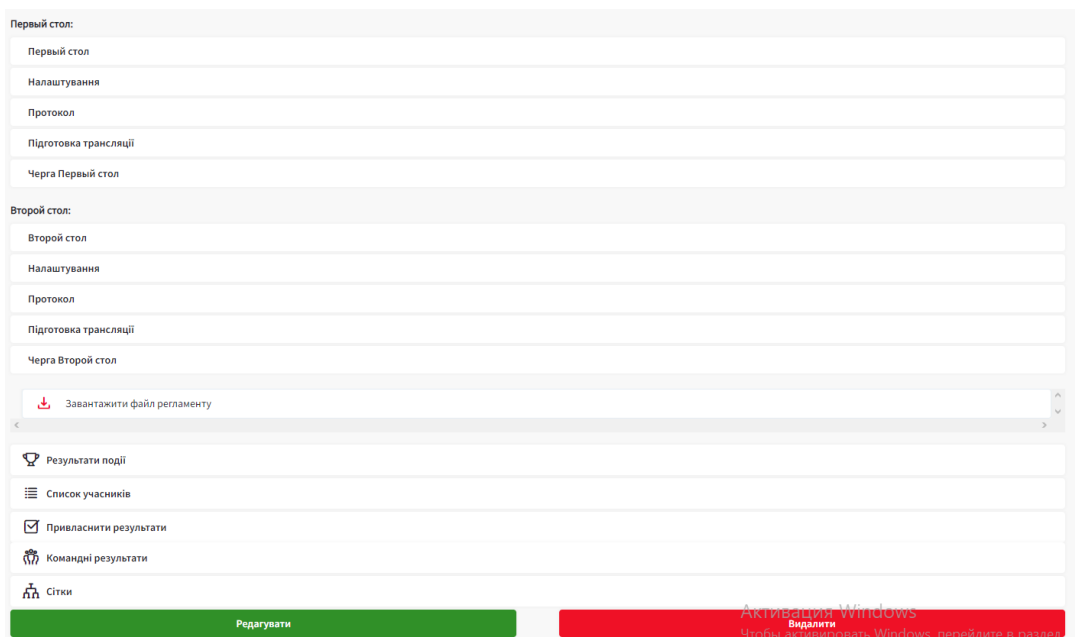 Первый стол:
Первый стол
Налаштування
Протокол
Підготовка трансляції
Черга Первый стол
Второй стол:
Второй стол
Налаштування
Протокол
Підготовка трансляції
Черга Второй стол
Завантажити файл регламенту
Результати події
Список учасників
Привласнити результати
Командні результати
Сітки
Активация Windows
Редагувати
Видалити
Чтобы активировать Windows, перейдите в раздел